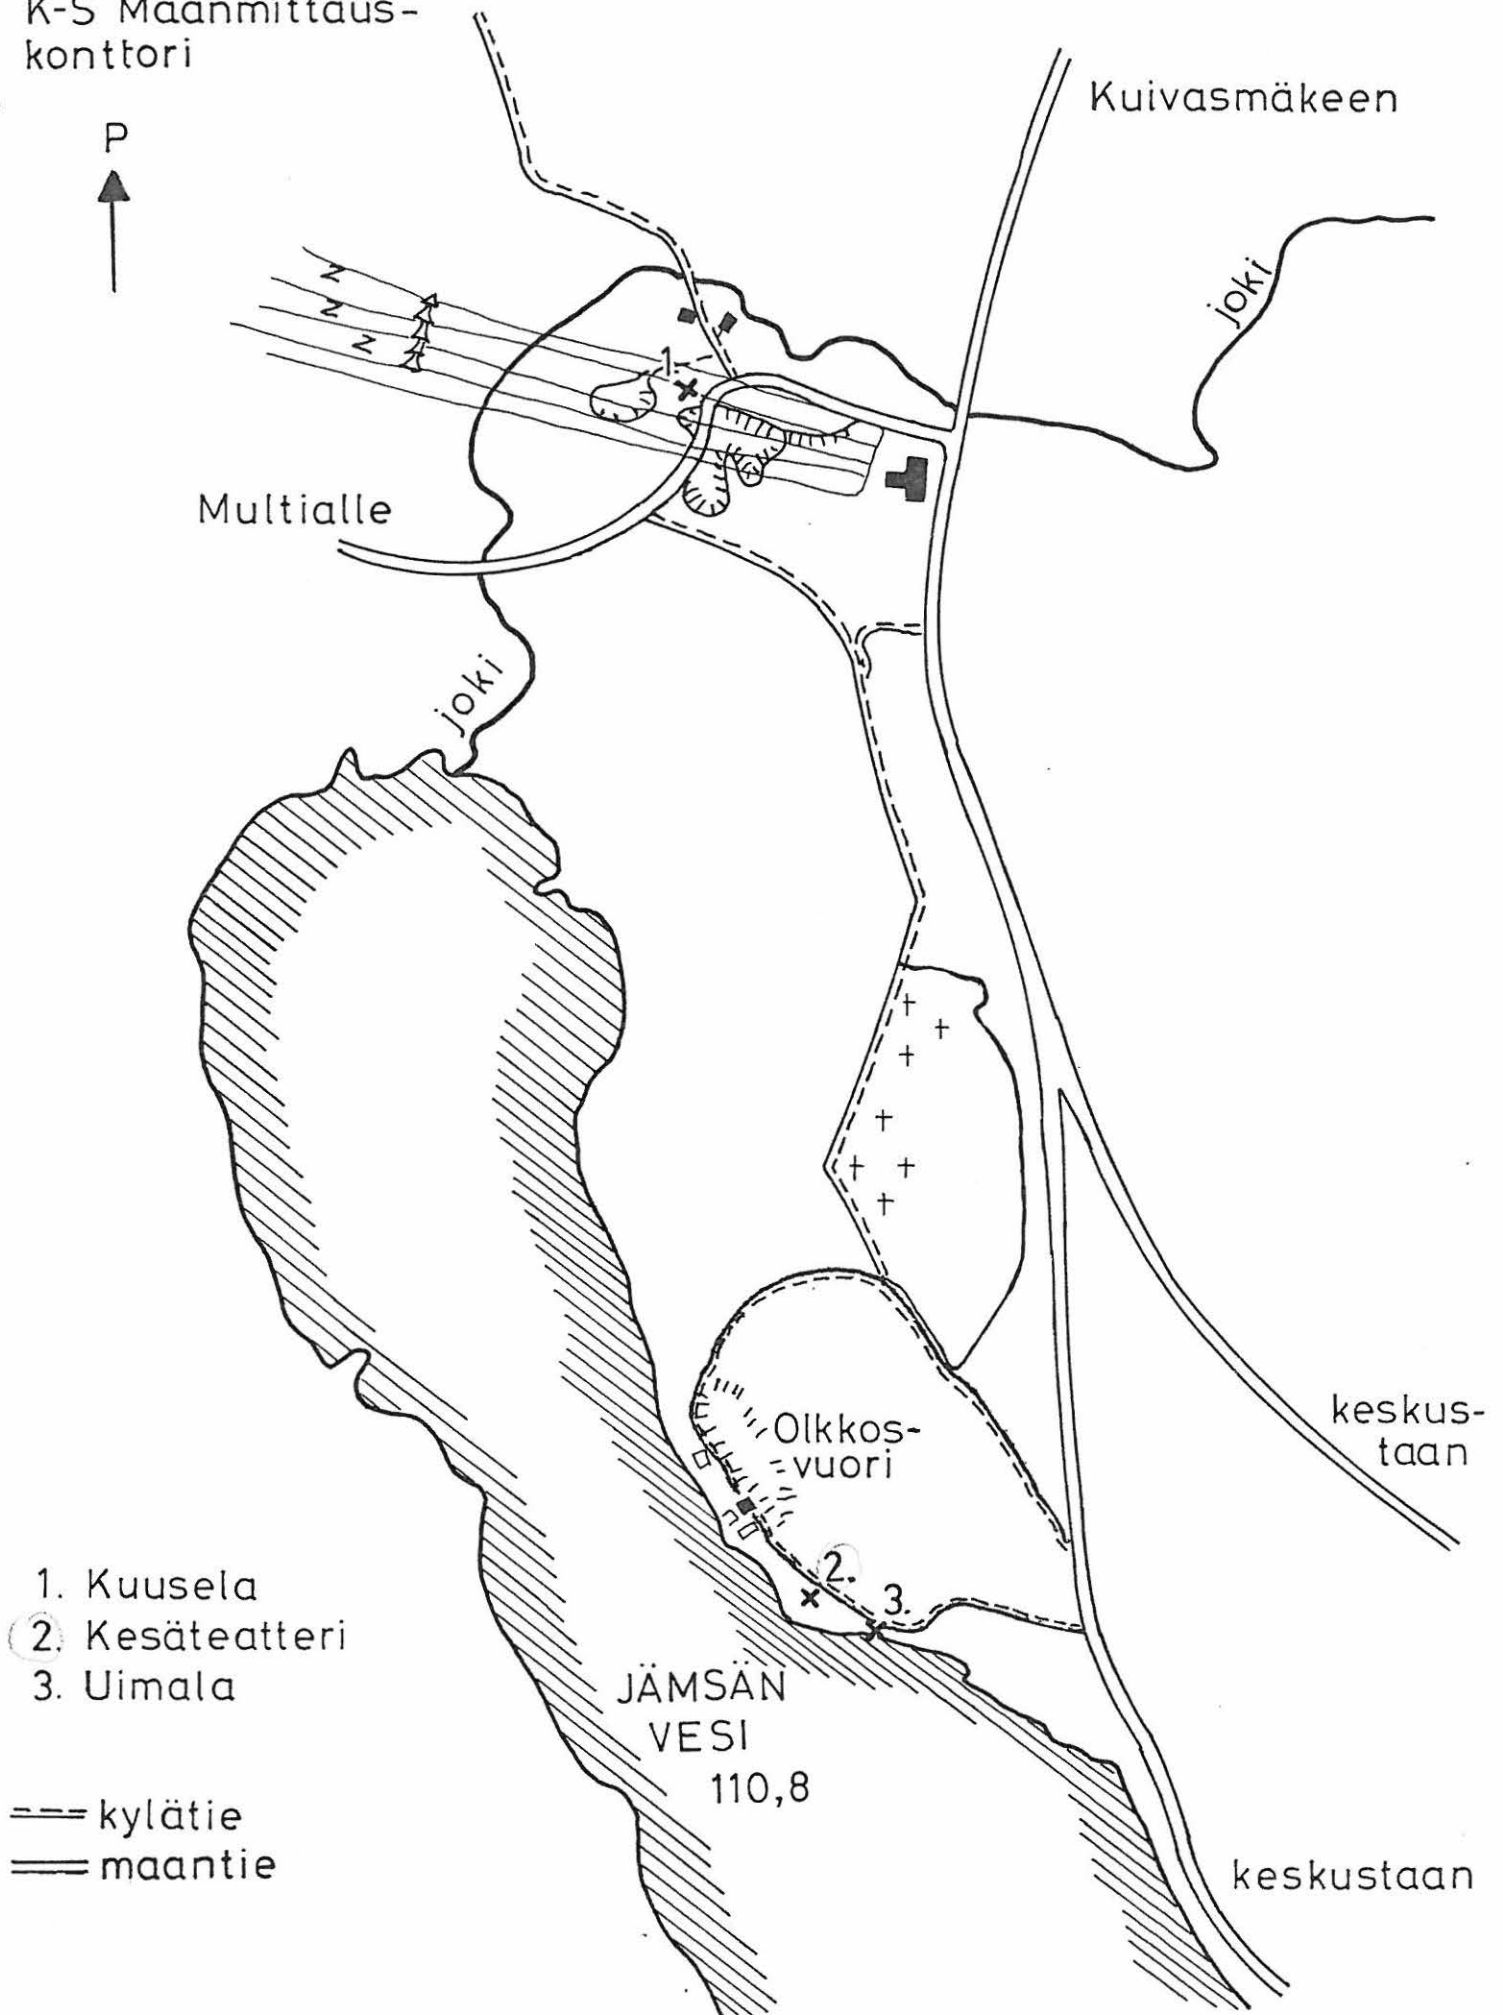 K-S Maanmittaus-
konttori
P
Kuivasmäkeen
joki
1.
Multialle
joki
Olkkos-
vuori
keskus-
taan
2.
3.
1. Kuusela
2. Kesäteatteri
3. Uimala
JÄMSÄN
VESI
110,8
kylätie
maantie
keskustaan